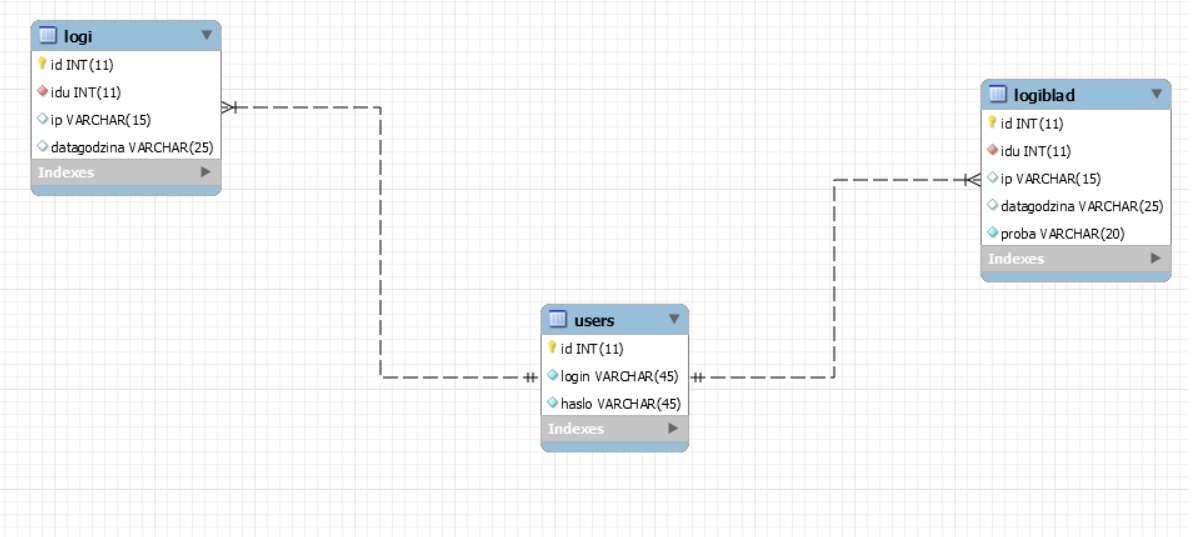 logi
id INT(11)
idu INT(11)
ip VARCHAR(15)
datagodzina VARCHAR(25)
Indexes
logiblad
id INT(11)
idu INT(11)
ip VARCHAR(15)
datagodzina VARCHAR(25)
proba VARCHAR(20)
Indexes
users
id INT(11)
login VARCHAR(45)
haslo VARCHAR(45)
Indexes